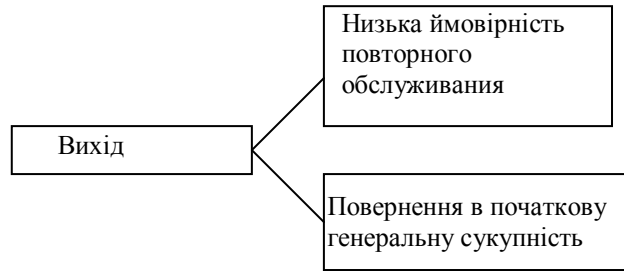 Низька ймовірність
повторного
обслуживания
Вихід
Повернення в початкову
генеральну сукупність